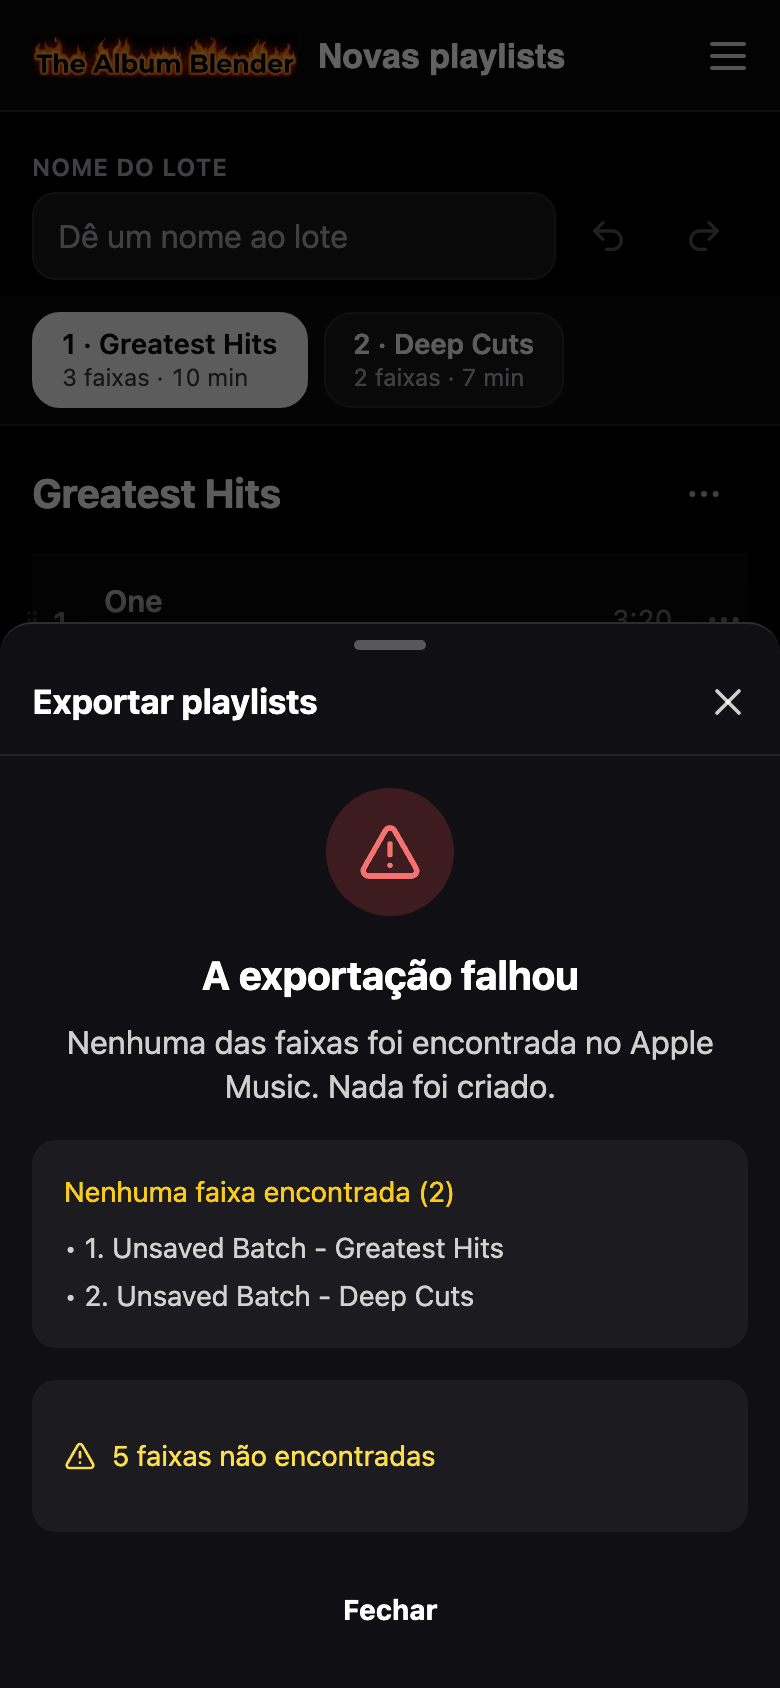 The Album Blender
Novas playlists
NOME DO LOTE
Dê um nome ao lote
1 · Greatest Hits
3 faixas · 10 min
2 · Deep Cuts
2 faixas · 7 min
Greatest Hits
1
One
3:20
Exportar playlists
A exportação falhou
Nenhuma das faixas foi encontrada no Apple
Music. Nada foi criado.
Nenhuma faixa encontrada (2)
• 1. Unsaved Batch - Greatest Hits
• 2. Unsaved Batch - Deep Cuts
5 faixas não encontradas
Fechar